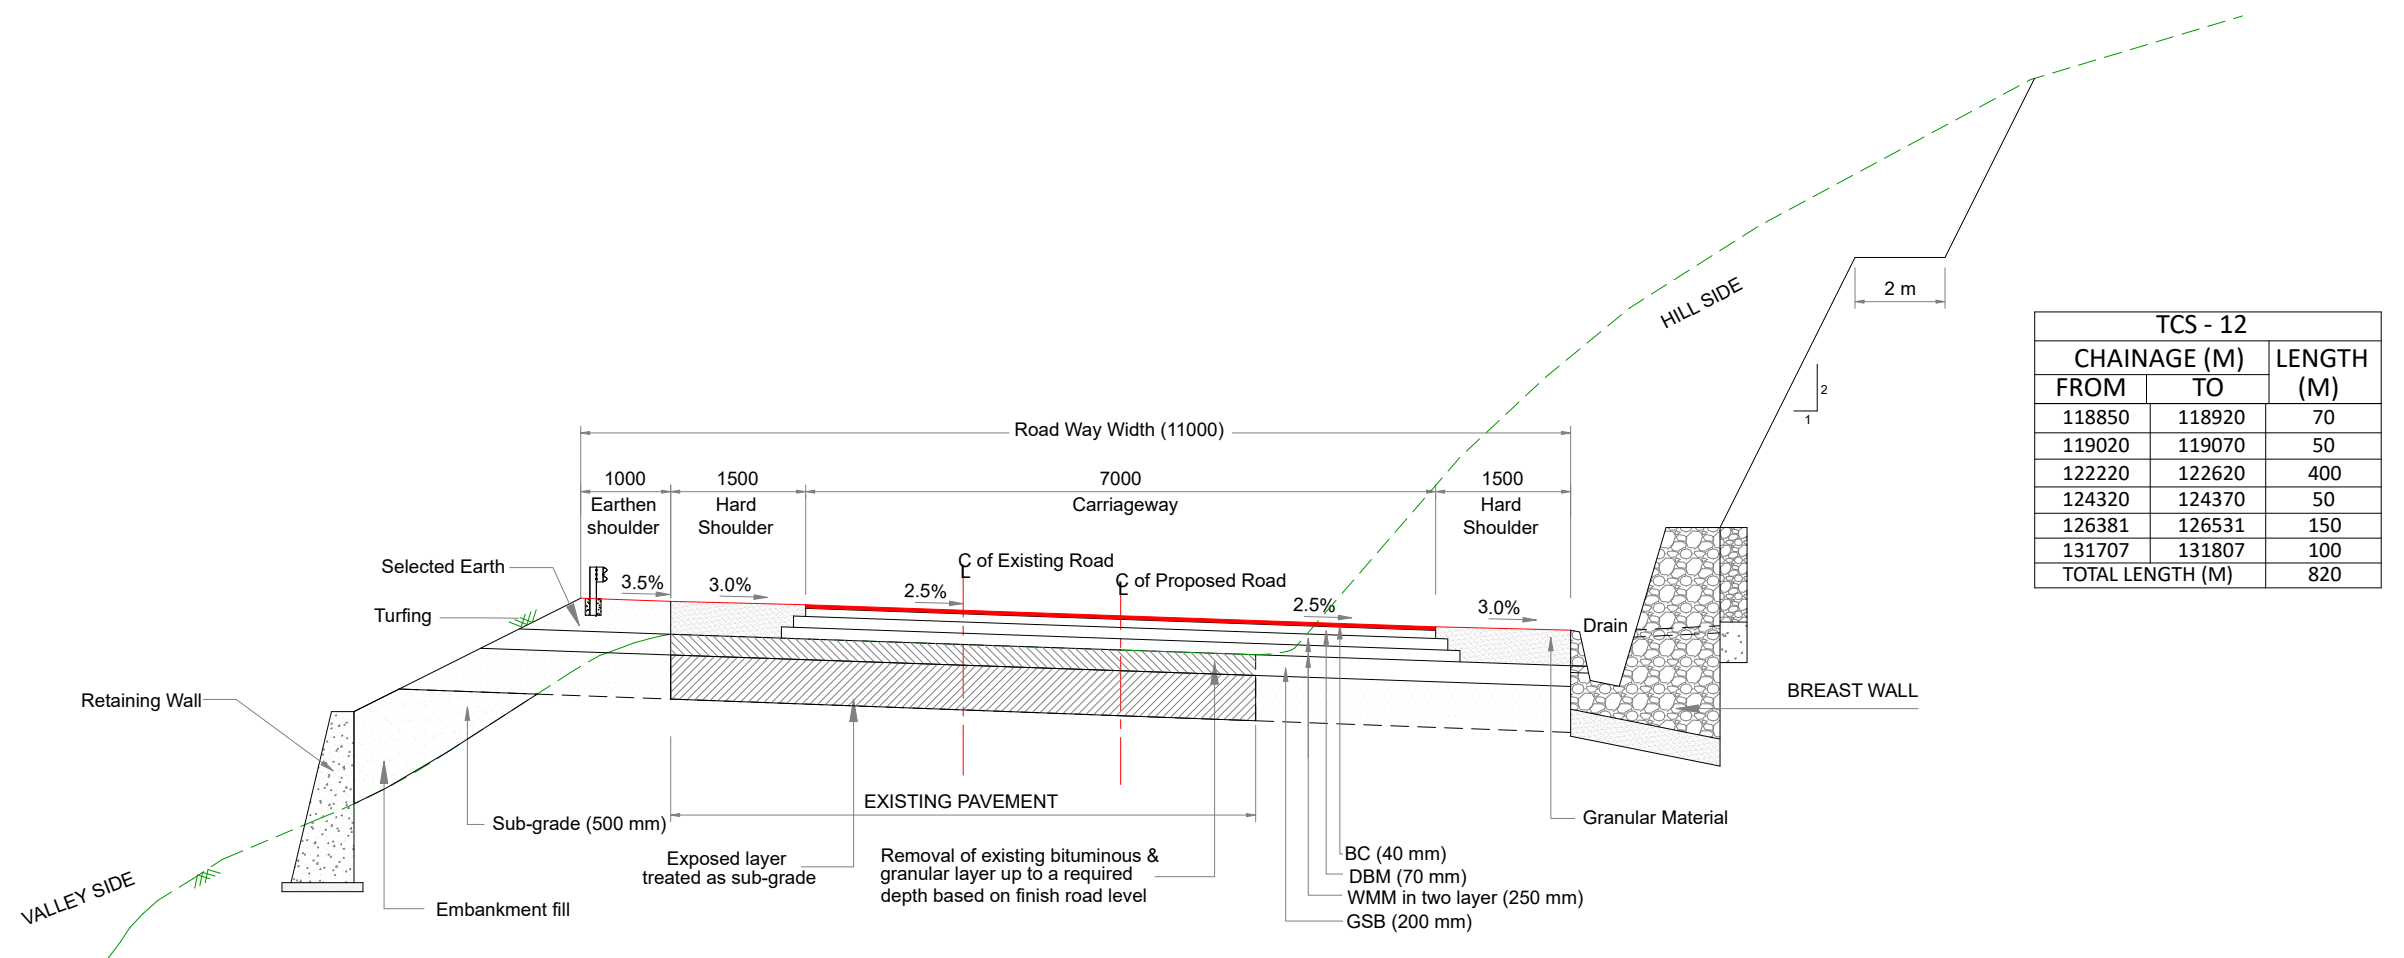 HILL SIDE
2 m
2
1
TCS - 12
CHAINAGE (M) LENGTH
FROM TO (M)
118850 118920 70
119020 119070 50
122220 122620 400
124320 124370 50
126381 126531 150
131707 131807 100
TOTAL LENGTH (M) 820
Road Way Width (11000)
1000 1500 7000 1500
Earthen
shoulder
Hard
Shoulder
Carriageway
Hard
Shoulder
Selected Earth
C
L of Existing Road
C
L of Proposed Road
3.5% 3.0% 2.5% 2.5% 3.0%
Turfing
Drain
Retaining Wall
BREAST WALL
EXISTING PAVEMENT
Sub-grade (500 mm)
Granular Material
Exposed layer
treated as sub-grade
Removal of existing bituminous &
granular layer up to a required
depth based on finish road level
BC (40 mm)
DBM (70 mm)
WMM in two layer (250 mm)
GSB (200 mm)
VALLEY SIDE
Embankment fill